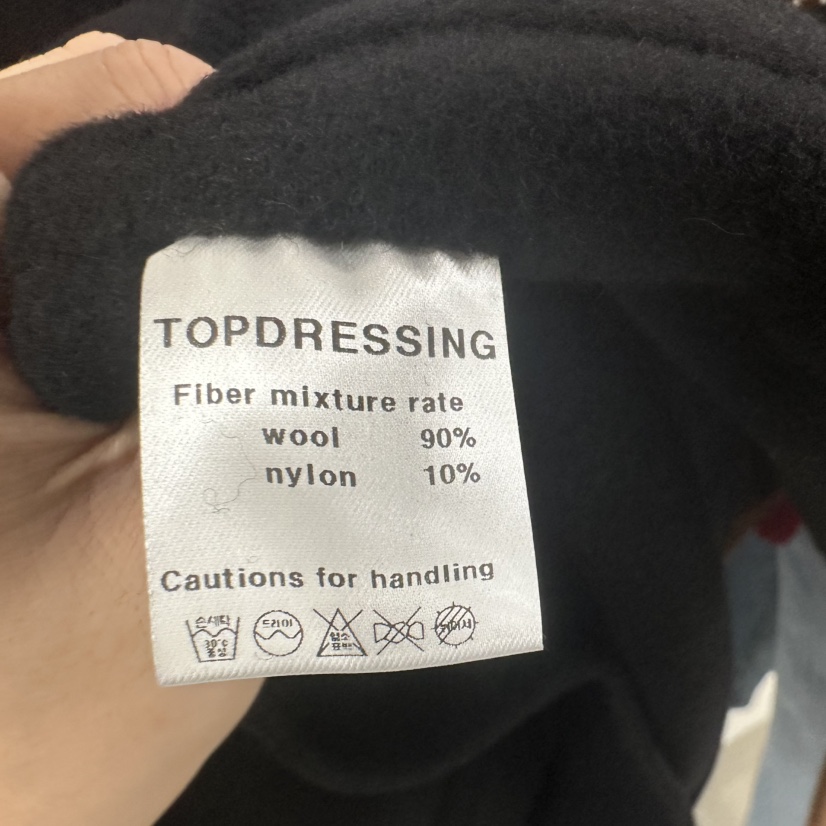 TOPDRESSING
Fiber mixture rate
wool 90%
nylon 10%
Cautions for handling
손세탁
30°c
중성
드라이
염소
표백